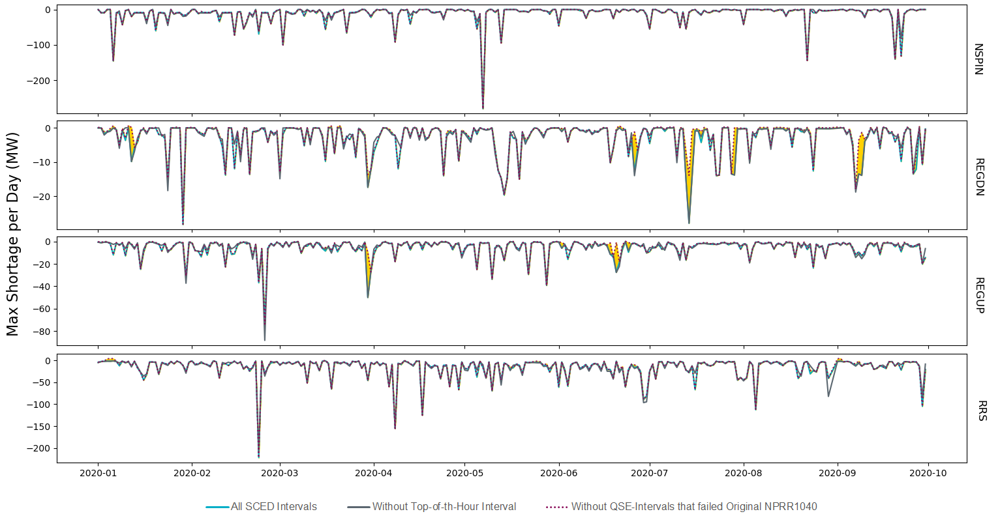 0
−100
−200
NSPIN
0
−10
−20
REGDN
Max Shortage per Day (MW)
0
−20
−40
−60
−80
REGUP
0
−50
−100
−150
−200
RRS
2020-01 2020-02 2020-03 2020-04 2020-05 2020-06 2020-07 2020-08 2020-09 2020-10
All SCED Intervals Without Top-of-th-Hour Interval Without QSE-Intervals that failed Original NPRR1040